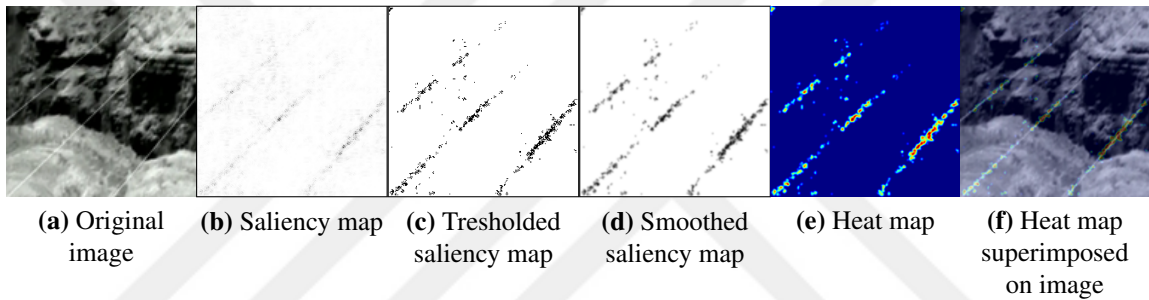 (a) Original
image
(b) Saliency map
(c) Tresholded
saliency map
(d) Smoothed
saliency map
(e) Heat map
(f) Heat map
superimposed
on image